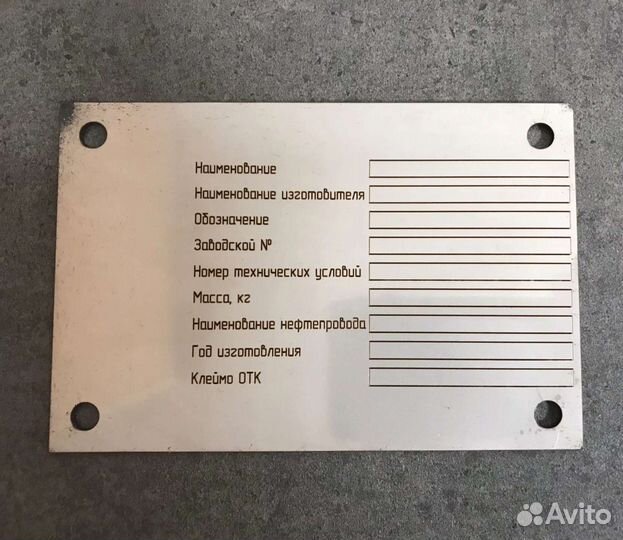 Наименование
Наименование изготовителя
Обозначение
Заводской №
Номер технических условий
Масса, кг
Наименование нефтепровода
Год изготовления
Клеймо ОТК
Avito